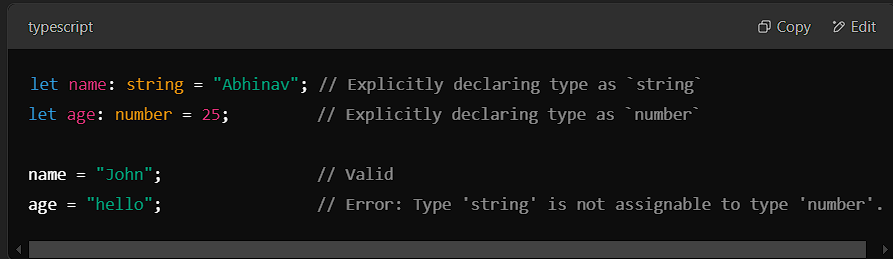 typescript Copy Edit
let name: string = "Abhinav"; // Explicitly declaring type as `string`
let age: number = 25; // Explicitly declaring type as `number`
name = "John"; // Valid
age = "hello"; // Error: Type 'string' is not assignable to type 'number'.